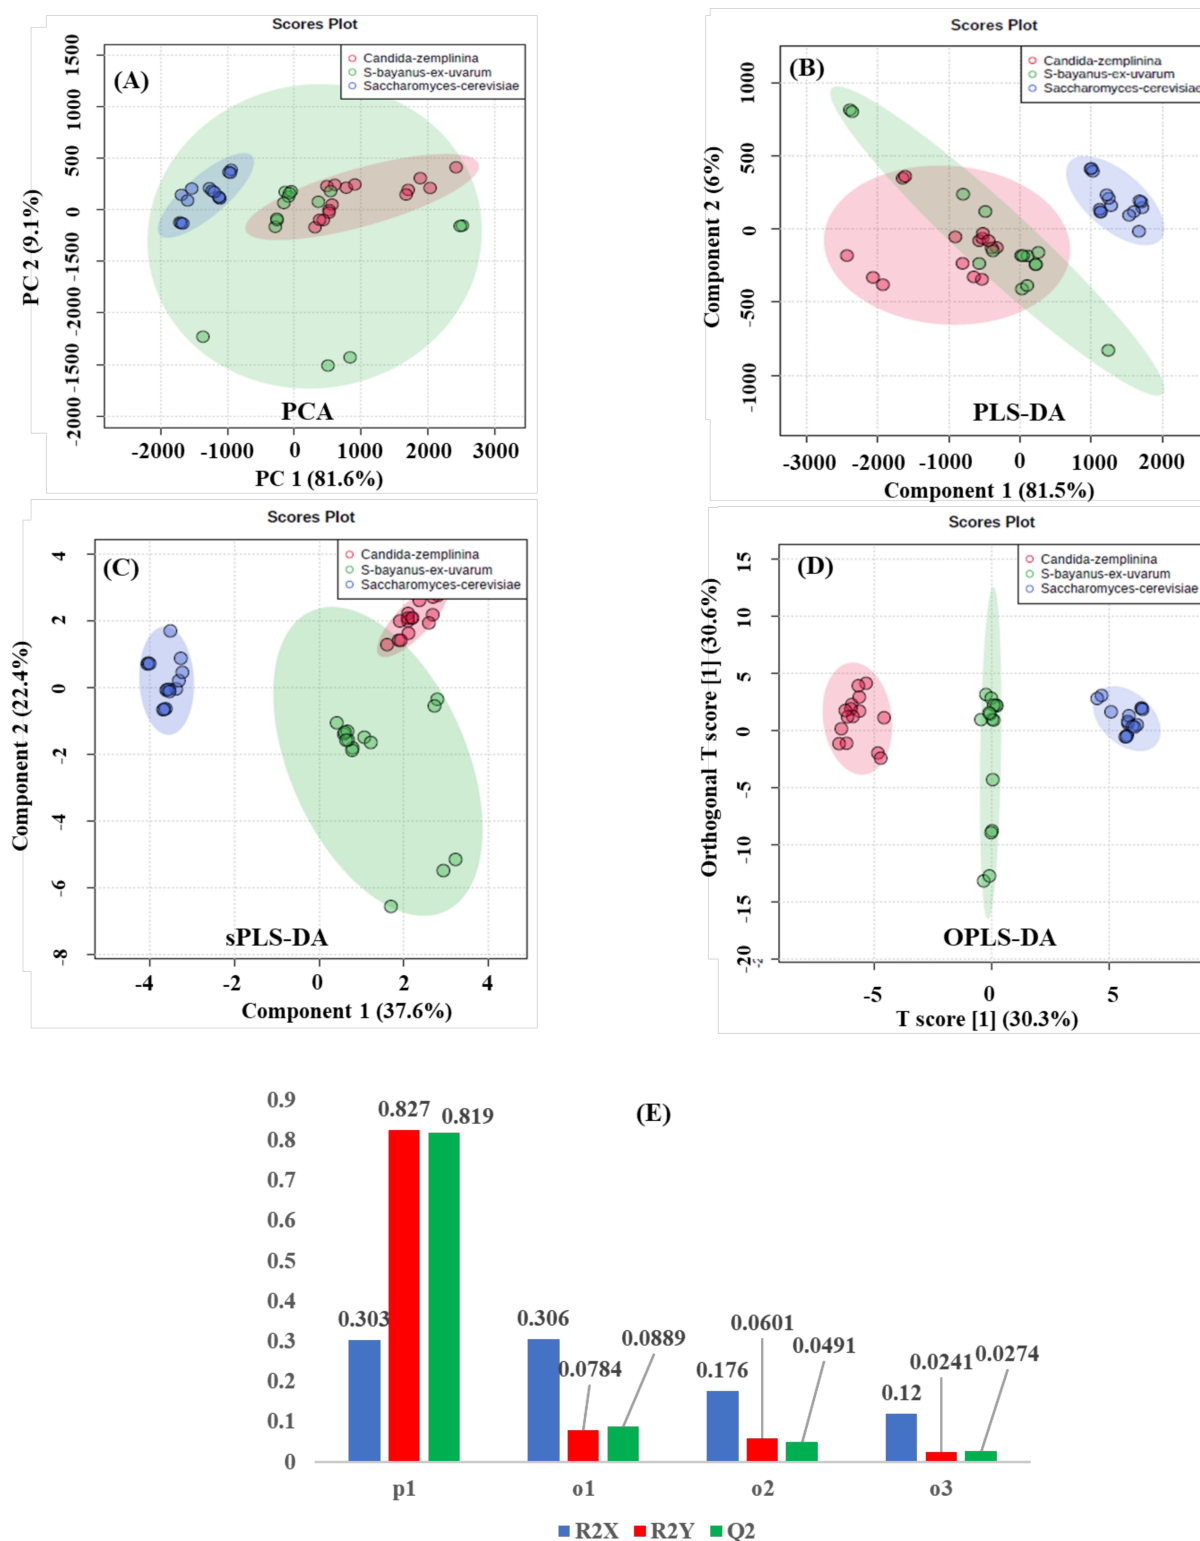 Scores Plot
(A)
Candida-zemplinina
S-bayanus-ex-uvarum
Saccharomyces-cerevisiae
PC 2 (9.1%)
1500
1000
500
0
-1500
-2000
-1500
-2000
PCA
-2000 -1000 0 1000 2000 3000
PC 1 (81.6%)
Scores Plot
(B)
Candida-zemplinina
S-bayanus-ex-uvarum
Saccharomyces-cerevisiae
Component 2 (6%)
1000
500
0
-500
-1000
PLS-DA
-3000 -2000 -1000 0 1000 2000
Component 1 (81.5%)
Scores Plot
(C)
Candida-zemplinina
S-bayanus-ex-uvarum
Saccharomyces-cerevisiae
Component 2 (22.4%)
4
2
0
-2
-4
-6
-8
sPLS-DA
-4 -2 0 2 4
Component 1 (37.6%)
Scores Plot
(D)
Candida-zemplinina
S-bayanus-ex-uvarum
Saccharomyces-cerevisiae
Orthogonal T score [1] (30.6%)
15
10
5
0
-5
-10
-15
-20
OPLS-DA
-5 0 5
T score [1] (30.3%)
(E)
0.9
0.8
0.7
0.6
0.5
0.4
0.3
0.2
0.1
0
0.303
0.827
0.819
0.306
0.0784
0.0889
0.176
0.0601
0.0491
0.12
0.0241
0.0274
p1 o1 o2 o3
R2X R2Y Q2